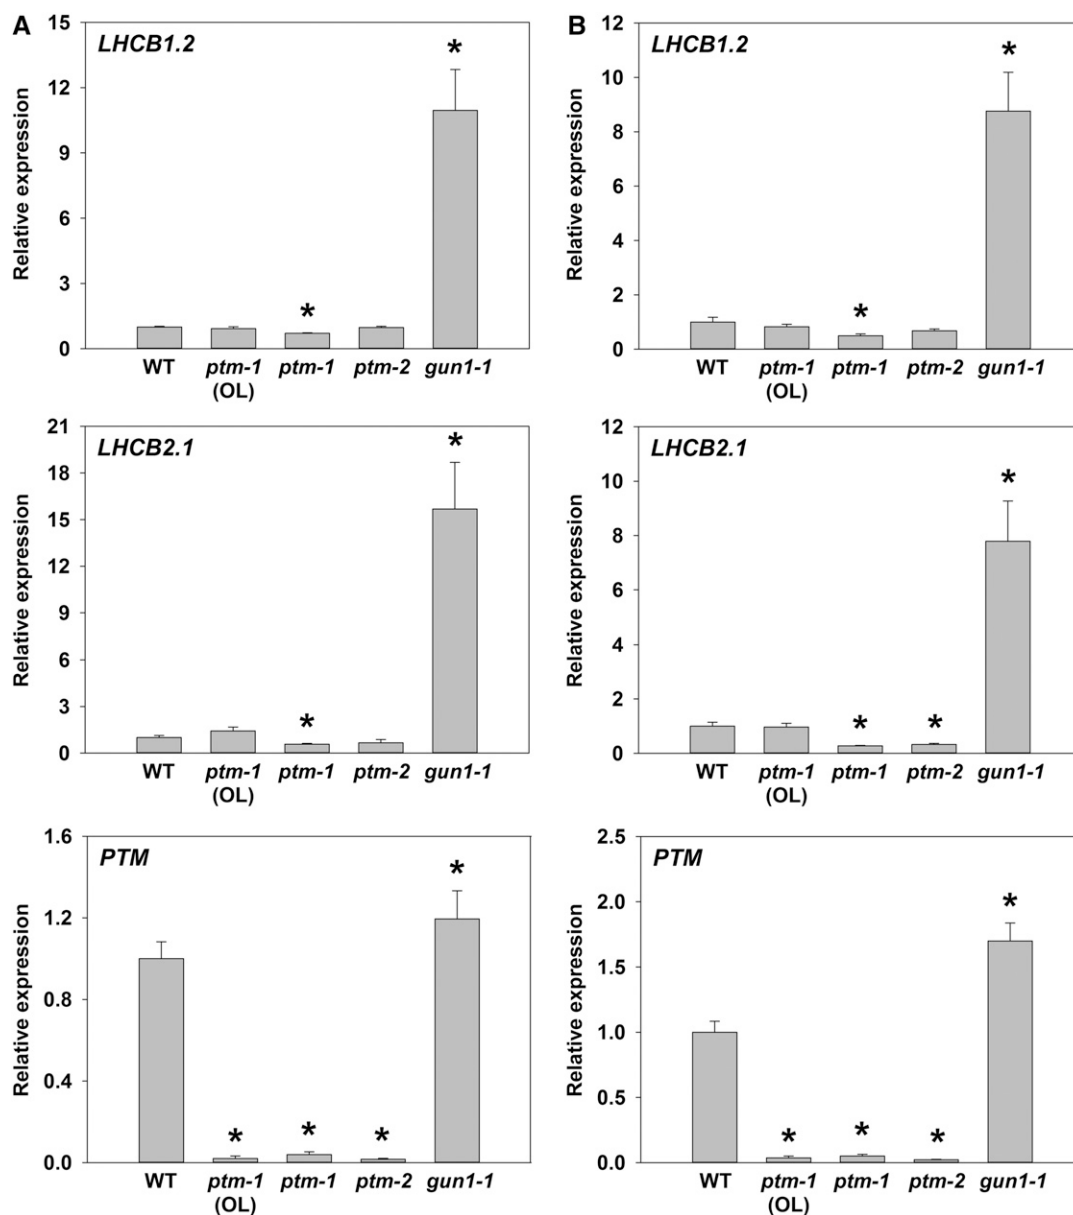 A
LHCB1.2
Relative expression
15
12
9
6
3
0
*
*
WT ptm-1 ptm-1 ptm-2 gun1-1
(OL)
B
LHCB1.2
Relative expression
12
10
8
6
4
2
0
*
*
WT ptm-1 ptm-1 ptm-2 gun1-1
(OL)
LHCB2.1
Relative expression
21
18
15
12
9
6
3
0
*
*
WT ptm-1 ptm-1 ptm-2 gun1-1
(OL)
LHCB2.1
Relative expression
12
10
8
6
4
2
0
* * *
WT ptm-1 ptm-1 ptm-2 gun1-1
(OL)
PTM
Relative expression
1.6
1.2
0.8
0.4
0.0
* * * *
WT ptm-1 ptm-1 ptm-2 gun1-1
(OL)
PTM
Relative expression
2.5
2.0
1.5
1.0
0.5
0.0
* * * *
WT ptm-1 ptm-1 ptm-2 gun1-1
(OL)